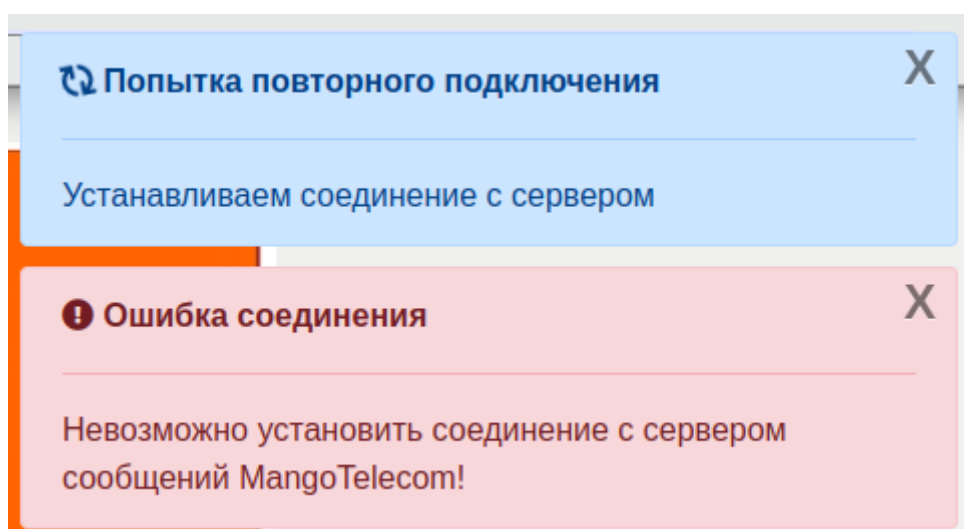 Попытка повторного подключения
X
Устанавливаем соединение с сервером
Ошибка соединения
X
Невозможно установить соединение с сервером
сообщений MangoTelecom!